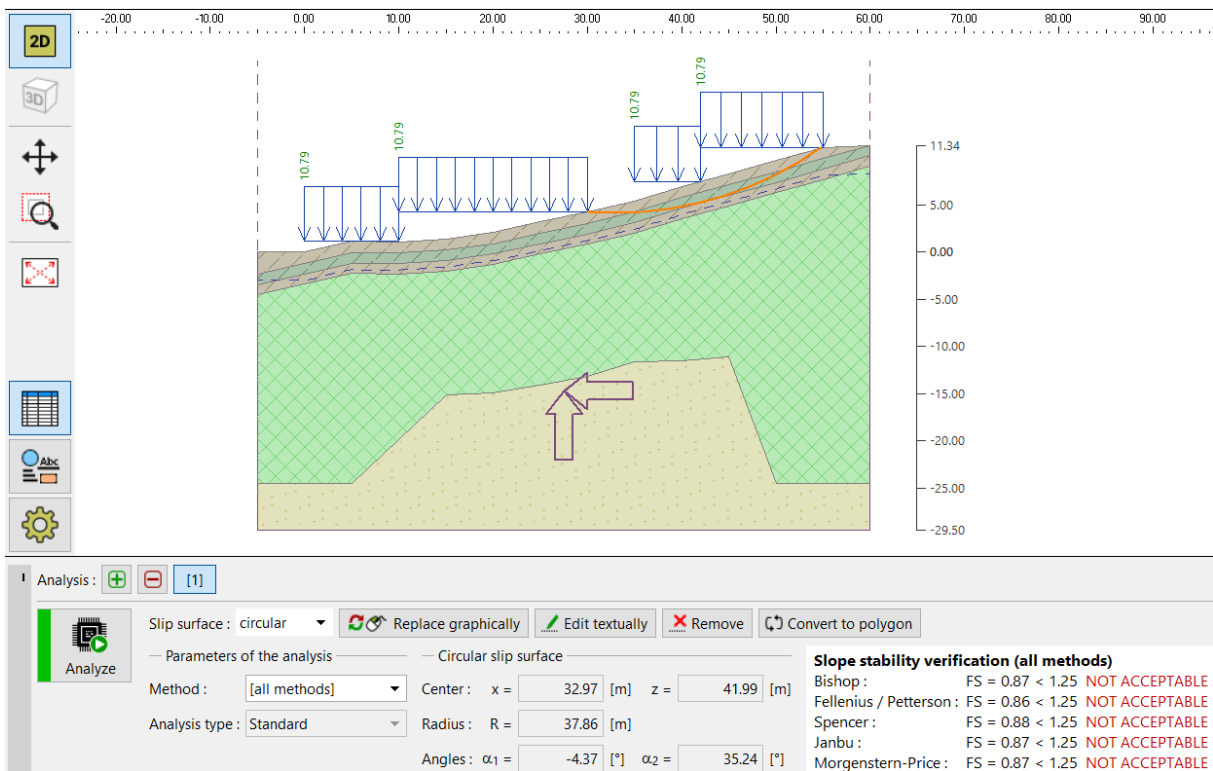 -20.00 -10.00 0.00 10.00 20.00 30.00 40.00 50.00 60.00 70.00 80.00 90.00
2D
3D
10.79
10.79
10.79
10.79
11.34
5.00
0.00
-5.00
-10.00
-15.00
-20.00
-25.00
-29.50
Abc
Analysis : [1]
Analyze
Slip surface : circular Replace graphically Edit textually Remove Convert to polygon
Parameters of the analysis
Method : [all methods]
Analysis type : Standard
Circular slip surface
Center : x = 32.97 [m] z = 41.99 [m]
Radius : R = 37.86 [m]
Angles : α1 = -4.37 [°] α2 = 35.24 [°]
Slope stability verification (all methods)
Bishop : FS = 0.87 < 1.25 NOT ACCEPTABLE
Fellenius / Petterson : FS = 0.86 < 1.25 NOT ACCEPTABLE
Spencer : FS = 0.88 < 1.25 NOT ACCEPTABLE
Janbu : FS = 0.87 < 1.25 NOT ACCEPTABLE
Morgenstern-Price : FS = 0.87 < 1.25 NOT ACCEPTABLE